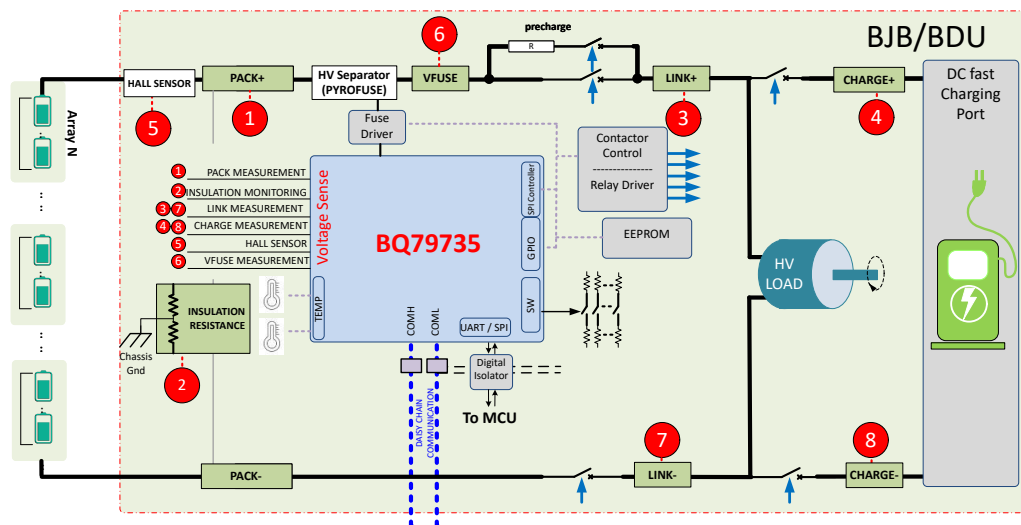 BJB/BDU
precharge
R
6
HALL SENSOR
PACK+
HV Separator
(PYROFUSE)
VFUSE
LINK+
CHARGE+
DC fast
Charging
Port
5
1
3
4
Array N
Fuse
Driver
Contactor
Control
Relay Driver
1 PACK MEASUREMENT
2 INSULATION MONITORING
3 7 LINK MEASUREMENT
4 8 CHARGE MEASUREMENT
5 HALL SENSOR
6 VFUSE MEASUREMENT
Voltage Sense
BQ79735
SPI Controller
GPIO
SW
EEPROM
HV
LOAD
TEMP
COMH
COML
UART / SPI
INSULATION
RESISTANCE
Chassis
Gnd
2
Digital
Isolator
To MCU
DAISY CHAIN
COMMUNICATION
7
8
PACK-
LINK-
CHARGE-